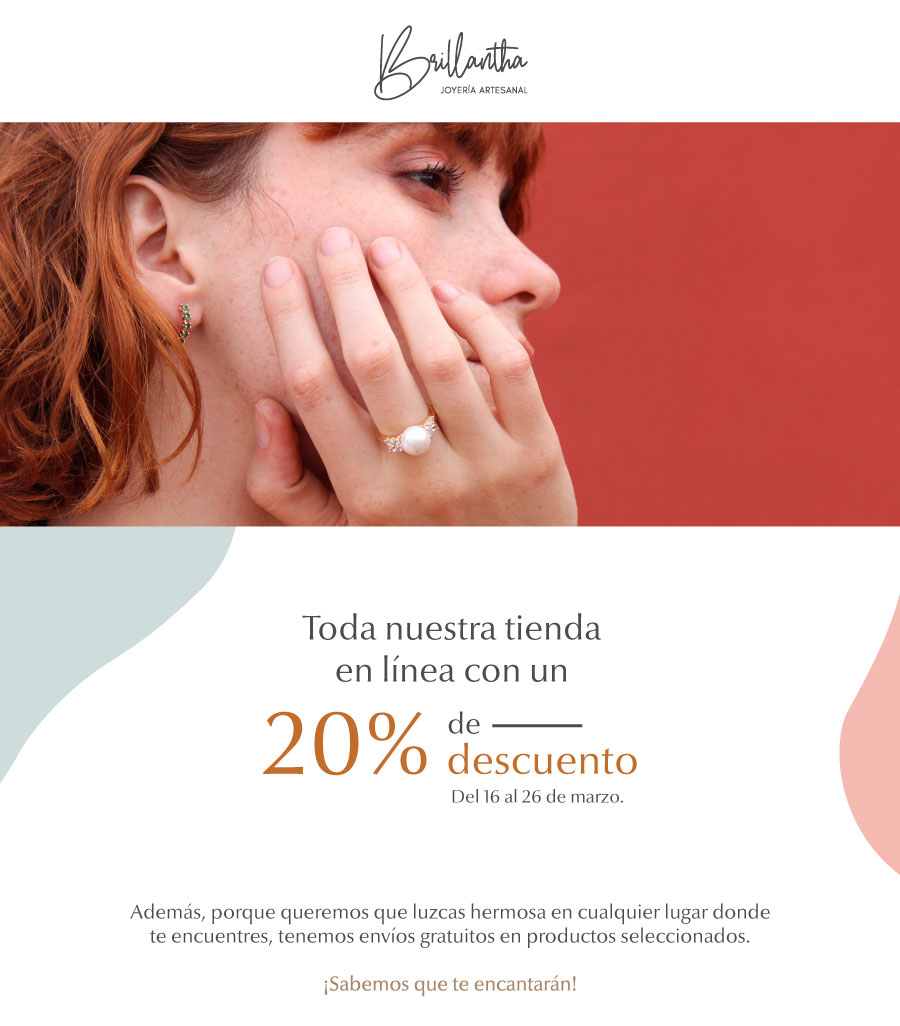 Brillantha
JOYERÍA ARTESANAL
Toda nuestra tienda
en línea con un
20% de
descuento
Del 16 al 26 de marzo.
Además, porque queremos que luzcas hermosa en cualquier lugar donde
te encuentres, tenemos envíos gratuitos en productos seleccionados.
¡Sabemos que te encantarán!